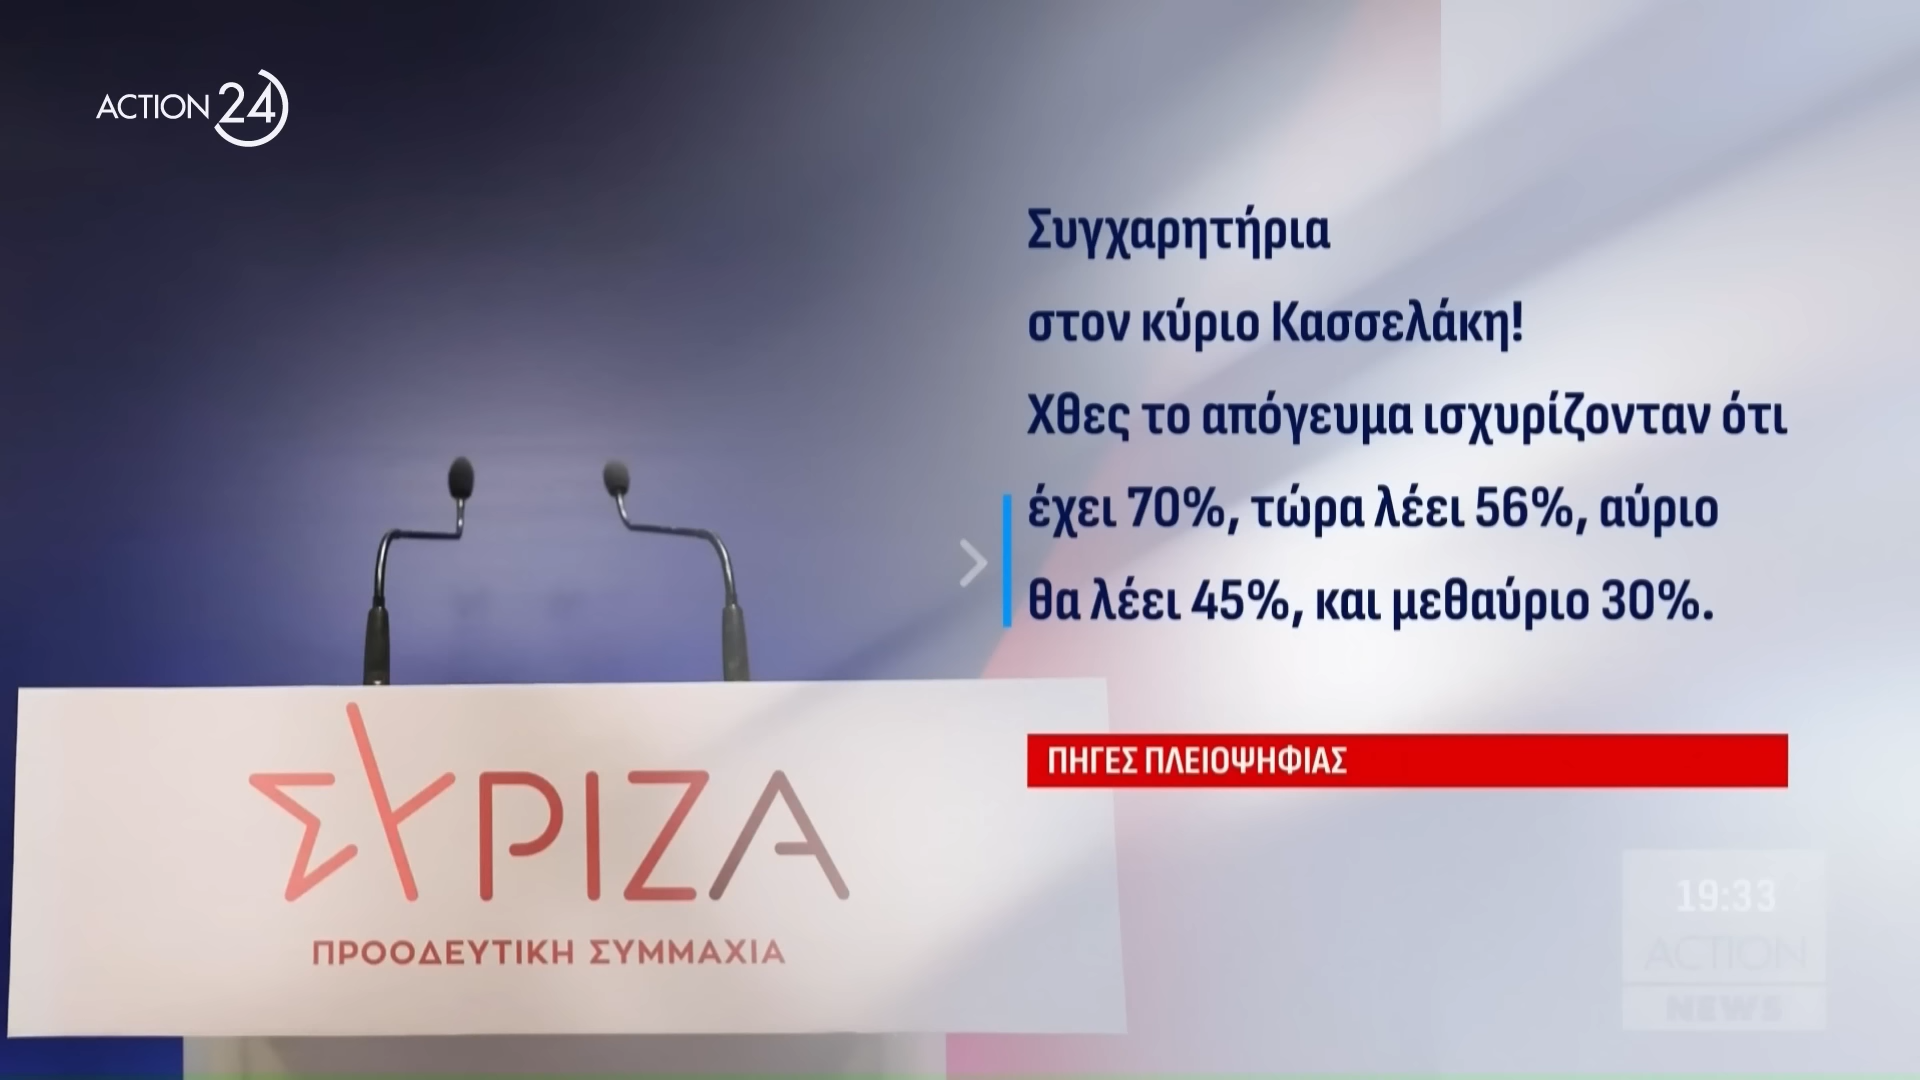 ACTION 24
Συγχαρητήρια
στον κύριο Κασσελάκη!
Χθες το απόγευμα ισχυρίζονταν ότι
έχει 70%, τώρα λέει 56%, αύριο
θα λέει 45%, και μεθαύριο 30%.
ΠΗΓΕΣ ΠΛΕΙΟΨΗΦΙΑΣ
ΣΥΡΙΖΑ
ΠΡΟΟΔΕΥΤΙΚΗ ΣΥΜΜΑΧΙΑ
19:33
ACTION
NEWS